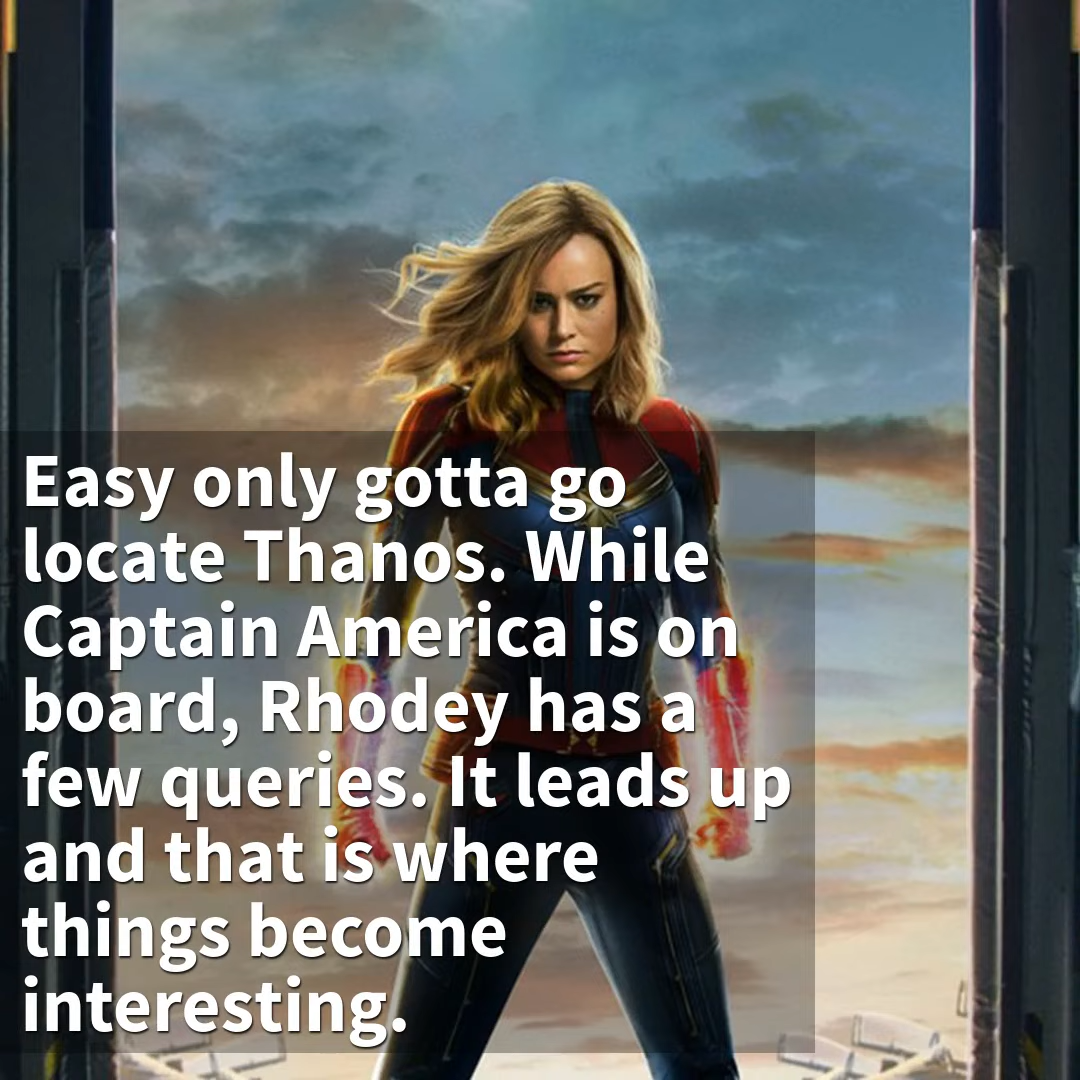 Easy only gotta go
locate Thanos. While
Captain America is on
board, Rhodey has a
few queries. It leads up
and that is where
things become
interesting.